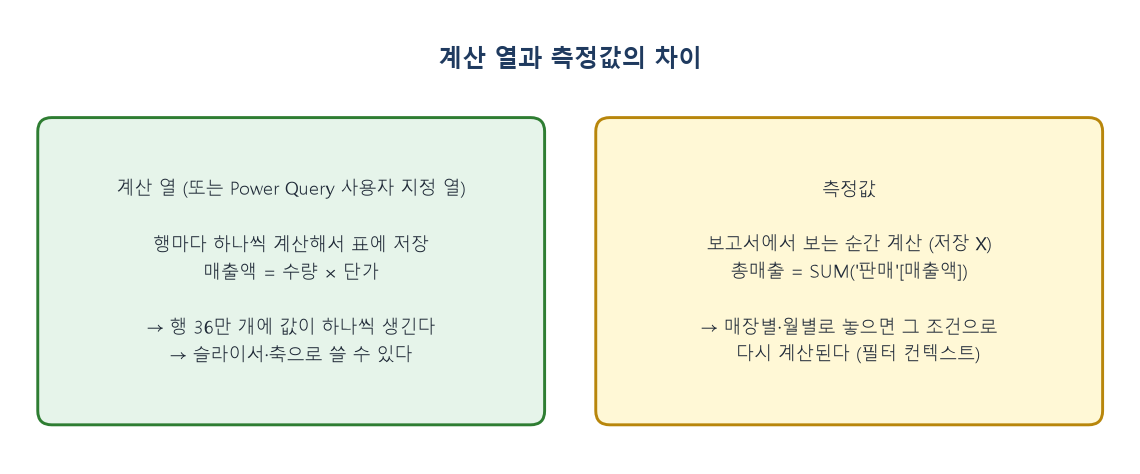 계산 열과 측정값의 차이
계산 열 (또는 Power Query 사용자 지정 열)
행마다 하나씩 계산해서 표에 저장
매출액 = 수량 × 단가
→ 행 36만 개에 값이 하나씩 생긴다
→ 슬라이서·축으로 쓸 수 있다
측정값
보고서에서 보는 순간 계산 (저장 X)
총매출 = SUM('판매'[매출액])
→ 매장별·월별로 놓으면 그 조건으로
다시 계산된다 (필터 컨텍스트)